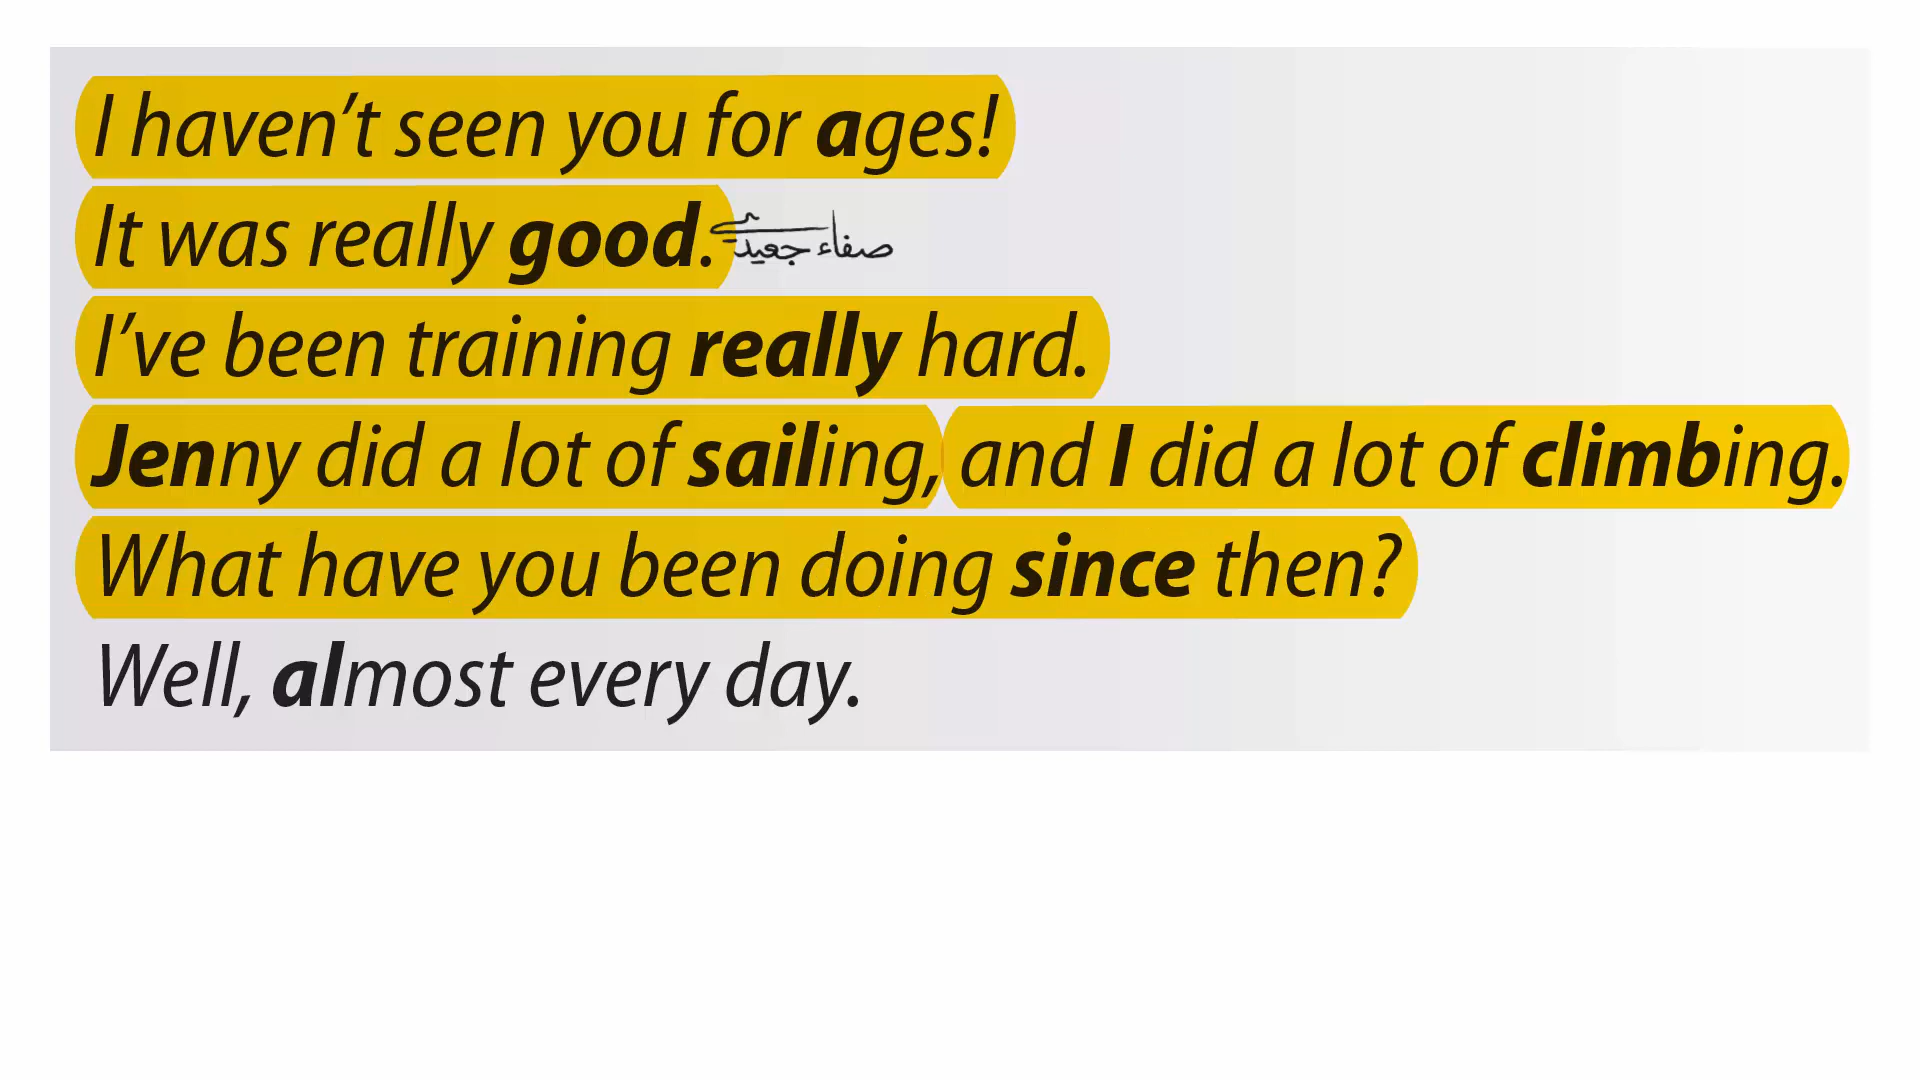 I haven’t seen you for ages!
It was really good. صفاء جعيدي
I’ve been training really hard.
Jenny did a lot of sailing, and I did a lot of climbing.
What have you been doing since then?
Well, almost every day.